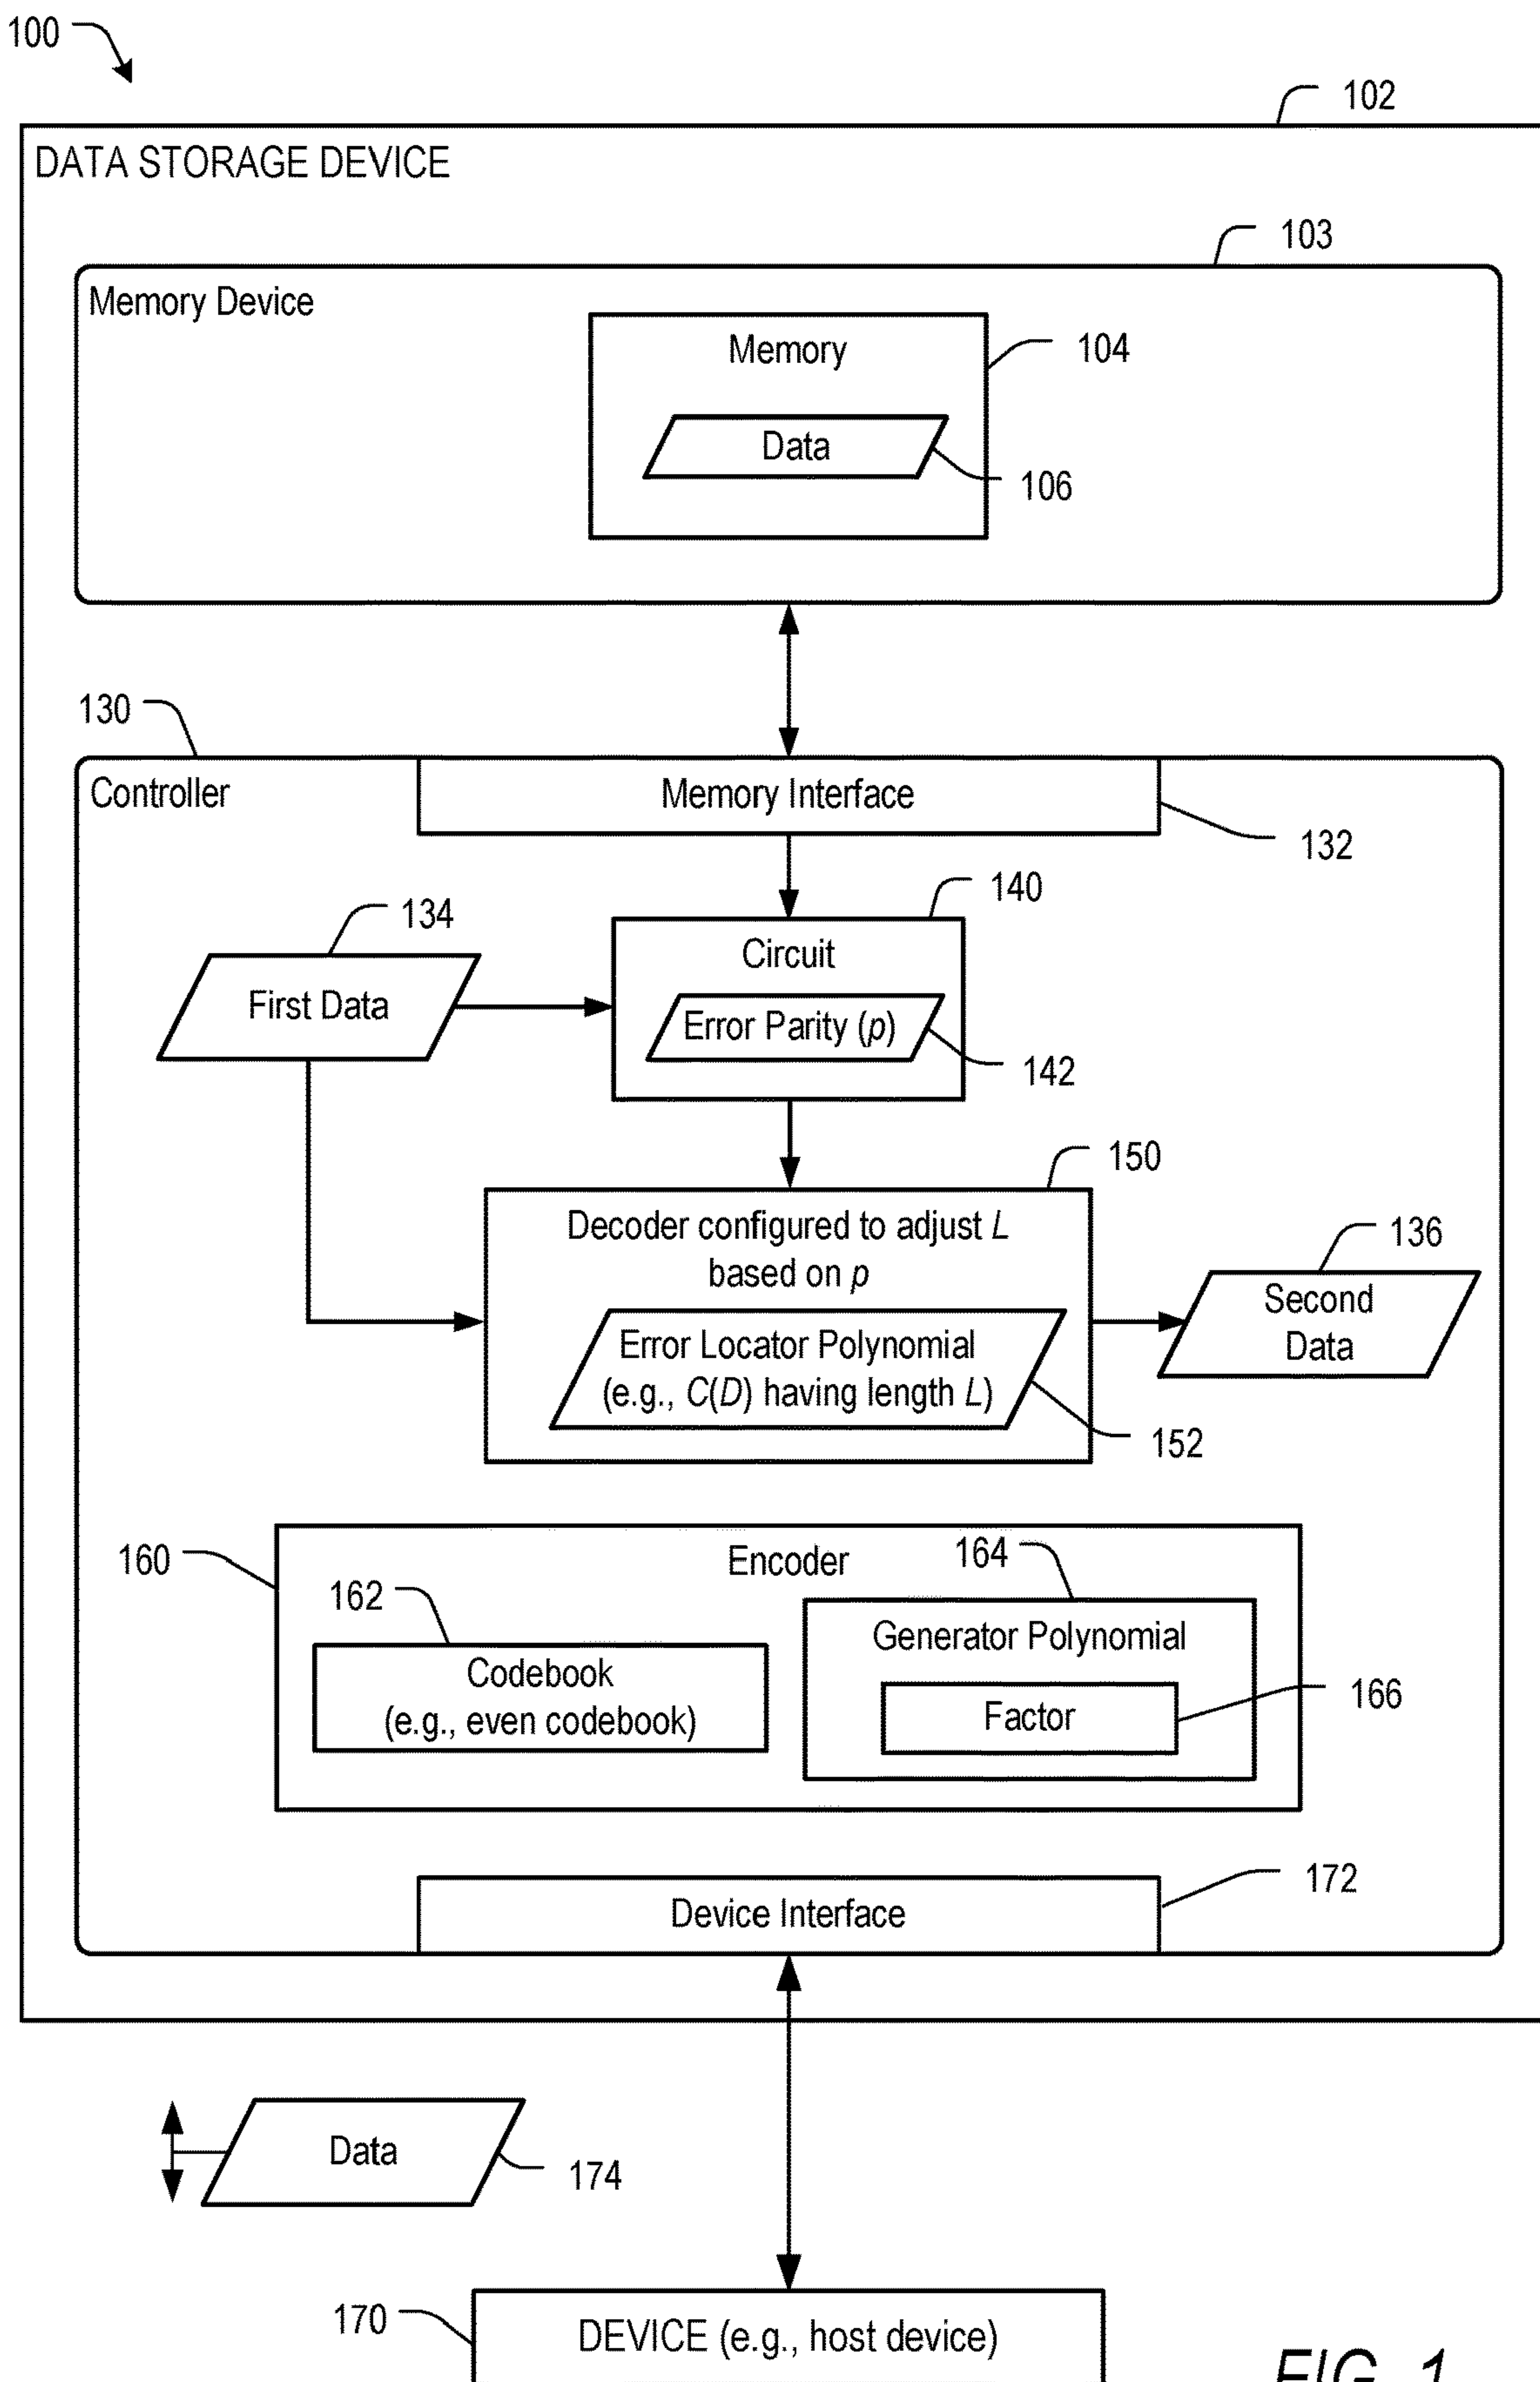 100
102
DATA STORAGE DEVICE
103
Memory Device
Memory
104
Data
106
130
Controller
Memory Interface
132
140
134
Circuit
First Data
Error Parity (p)
142
150
Decoder configured to adjust L
based on p
136
Second
Data
Error Locator Polynomial
(e.g., C(D) having length L)
152
160
Encoder
164
162
Generator Polynomial
Codebook
(e.g., even codebook)
Factor
166
172
Device Interface
Data
174
170
DEVICE (e.g., host device)
FIG. 1